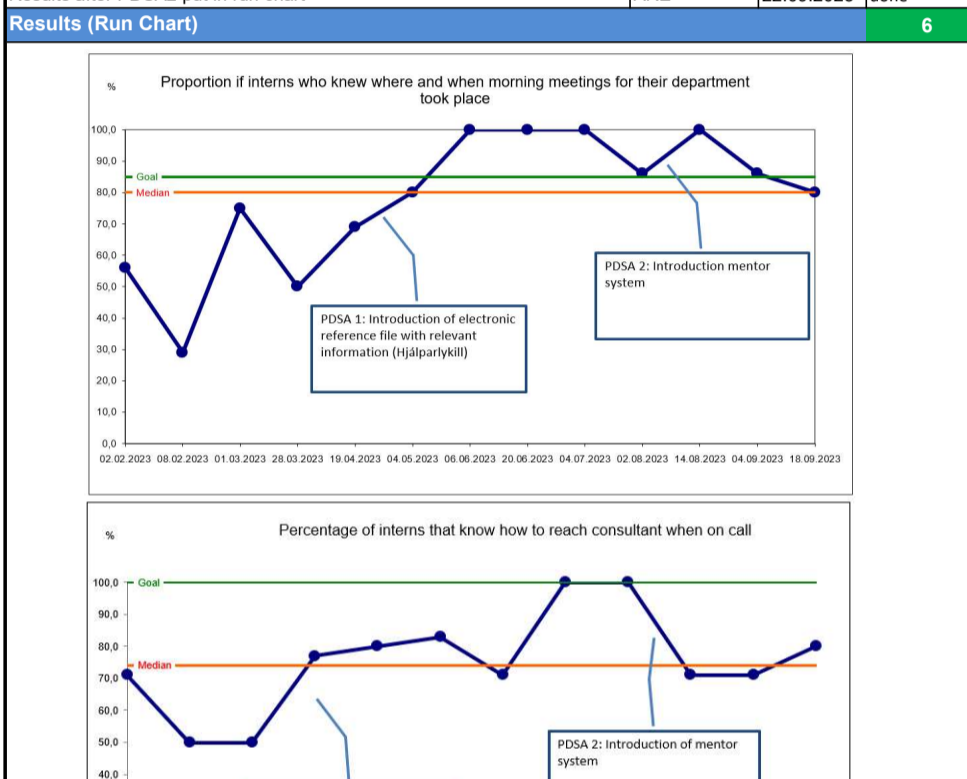 Results (Run Chart) 6
Proportion if interns who knew where and when morning meetings for their department
took place
%
100,0
90,0
Goal
80,0
Median
70,0
60,0
50,0
40,0
30,0
20,0
10,0
0,0
PDSA 2: Introduction mentor
system
PDSA 1: Introduction of electronic
reference file with relevant
information (Hjálparlykill)
02.02.2023 08.02.2023 01.03.2023 28.03.2023 19.04.2023 04.05.2023 06.06.2023 20.06.2023 04.07.2023 02.08.2023 14.08.2023 04.09.2023 18.09.2023
Percentage of interns that know how to reach consultant when on call
%
100,0
Goal
90,0
80,0
Median
70,0
60,0
50,0
40,0
PDSA 2: Introduction of mentor
system